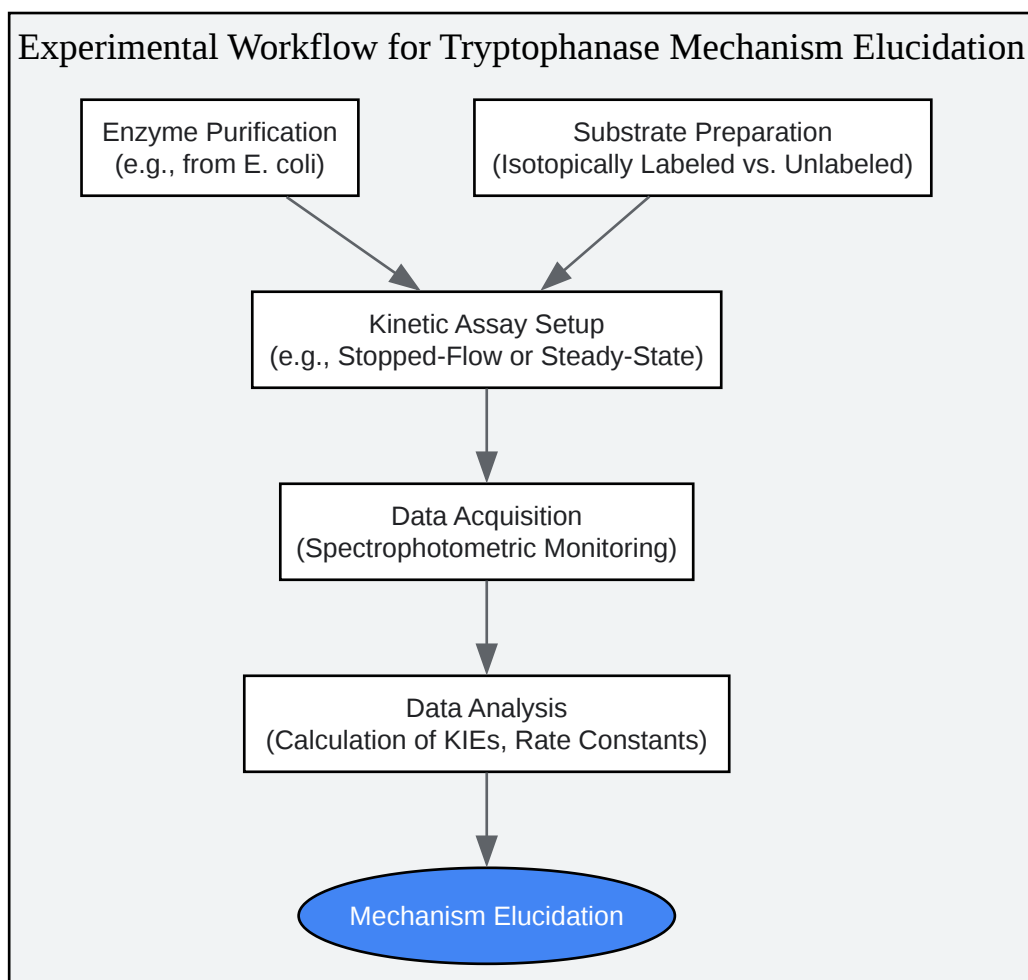 Experimental Workflow for Tryptophanase Mechanism Elucidation
Enzyme Purification
(e.g., from E. coli)
Substrate Preparation
(Isotopically Labeled vs. Unlabeled)
Kinetic Assay Setup
(e.g., Stopped-Flow or Steady-State)
Data Acquisition
(Spectrophotometric Monitoring)
Data Analysis
(Calculation of KIEs, Rate Constants)
Mechanism Elucidation